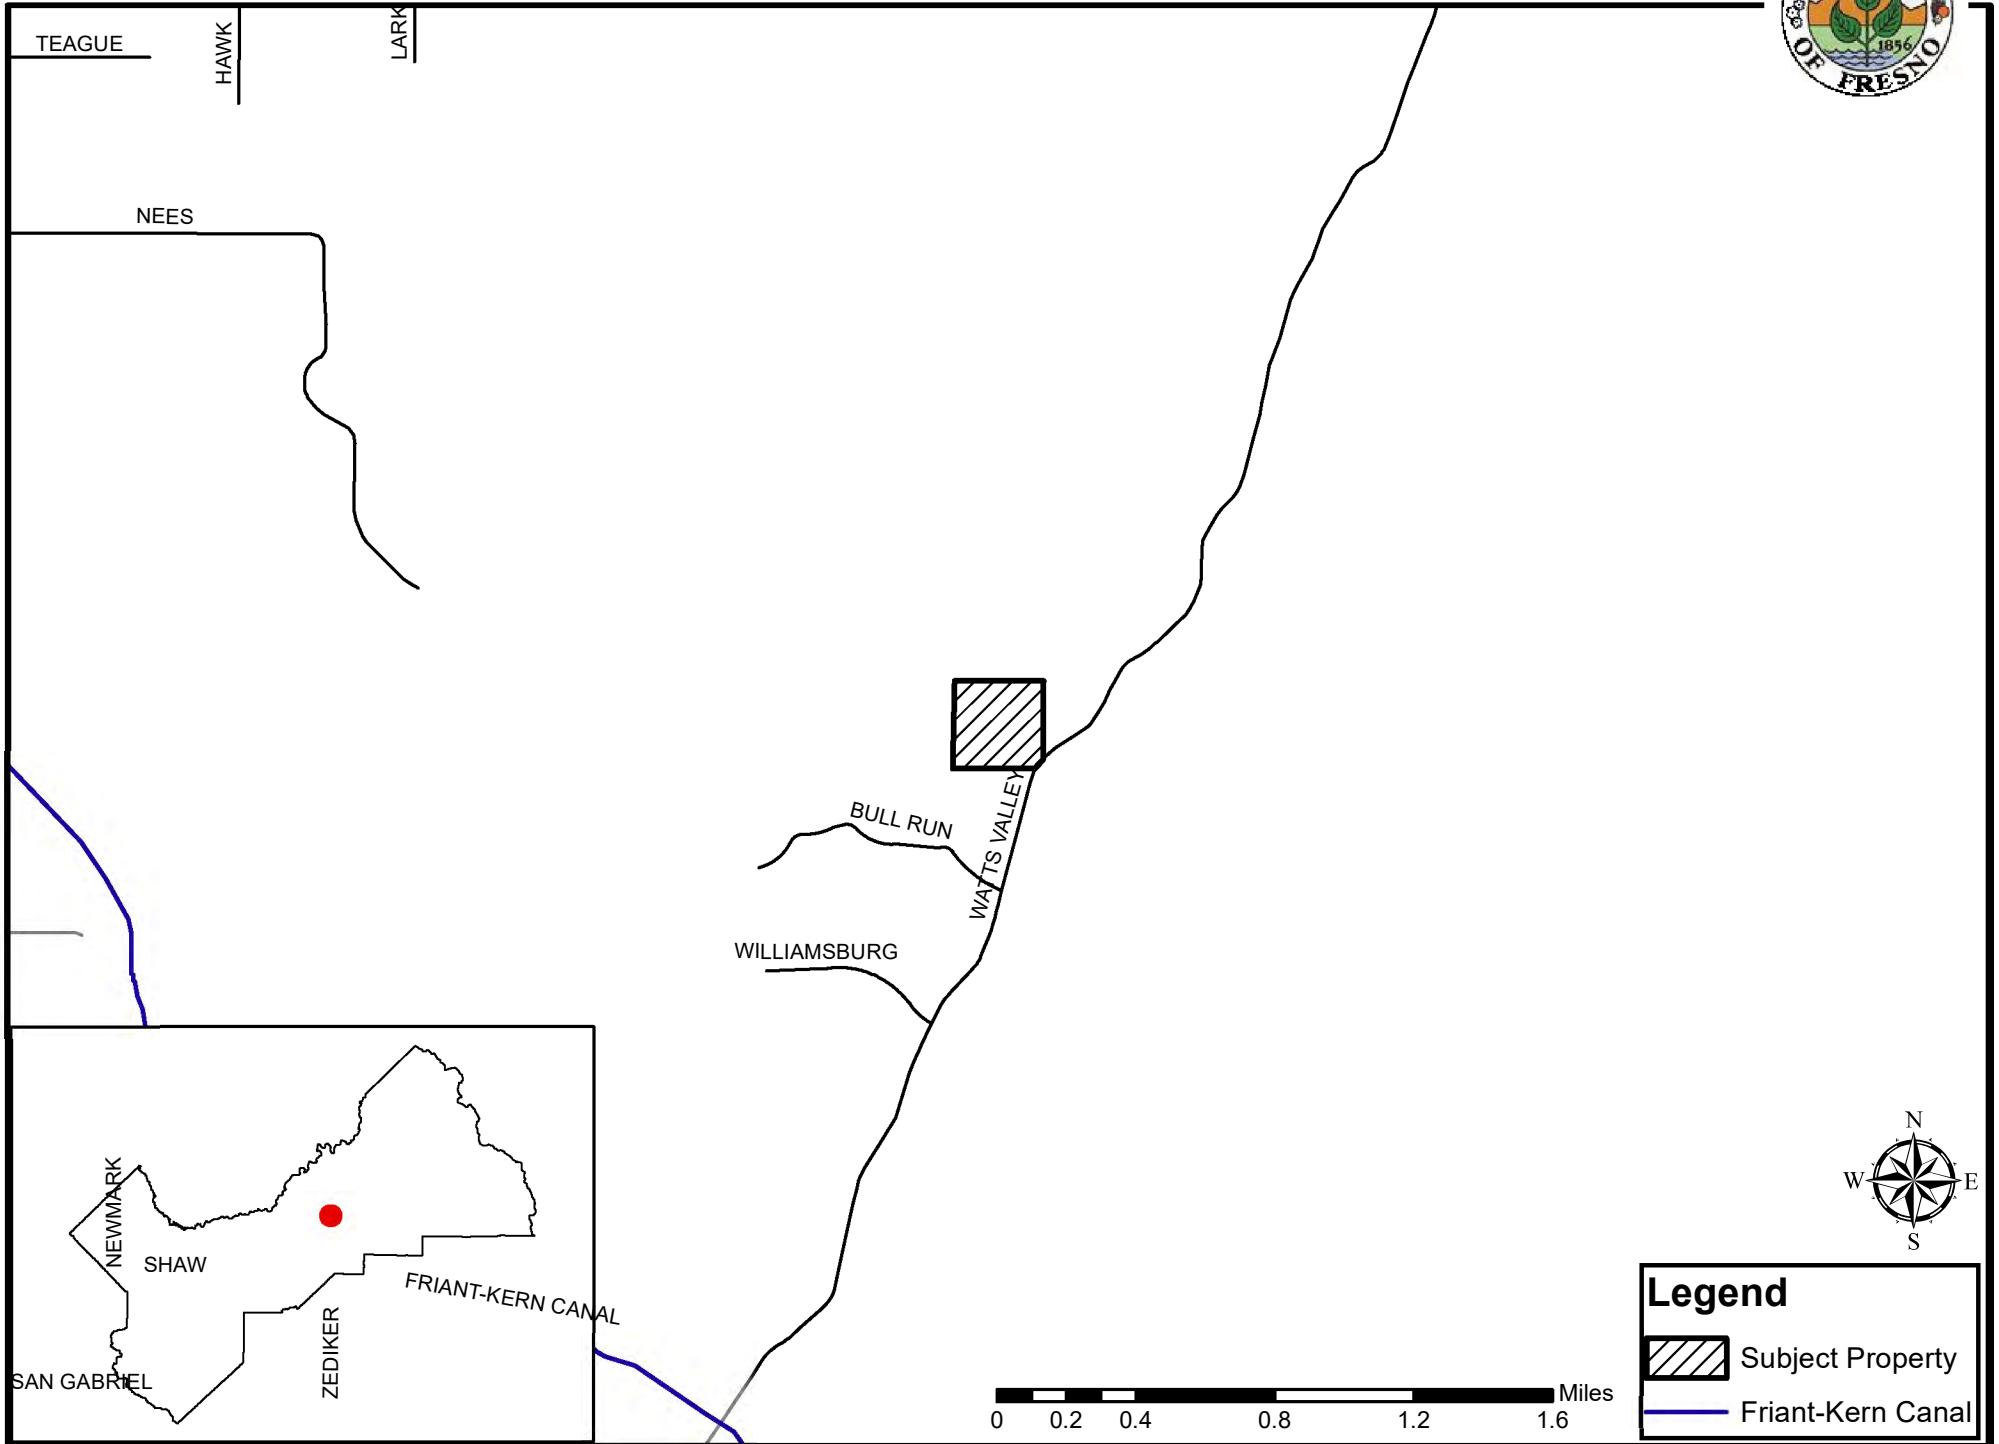 TEAGUE
HAWK
LARK
1856
OF FRESNO
NEES
BULL RUN
WATTS VALLEY
WILLIAMSBURG
NEWMARK
SHAW
FRIANT-KERN CANAL
ZEDIKER
SAN GABRIEL
N
W E
S
Legend
Subject Property
Friant-Kern Canal
Miles
0 0.2 0.4 0.8 1.2 1.6